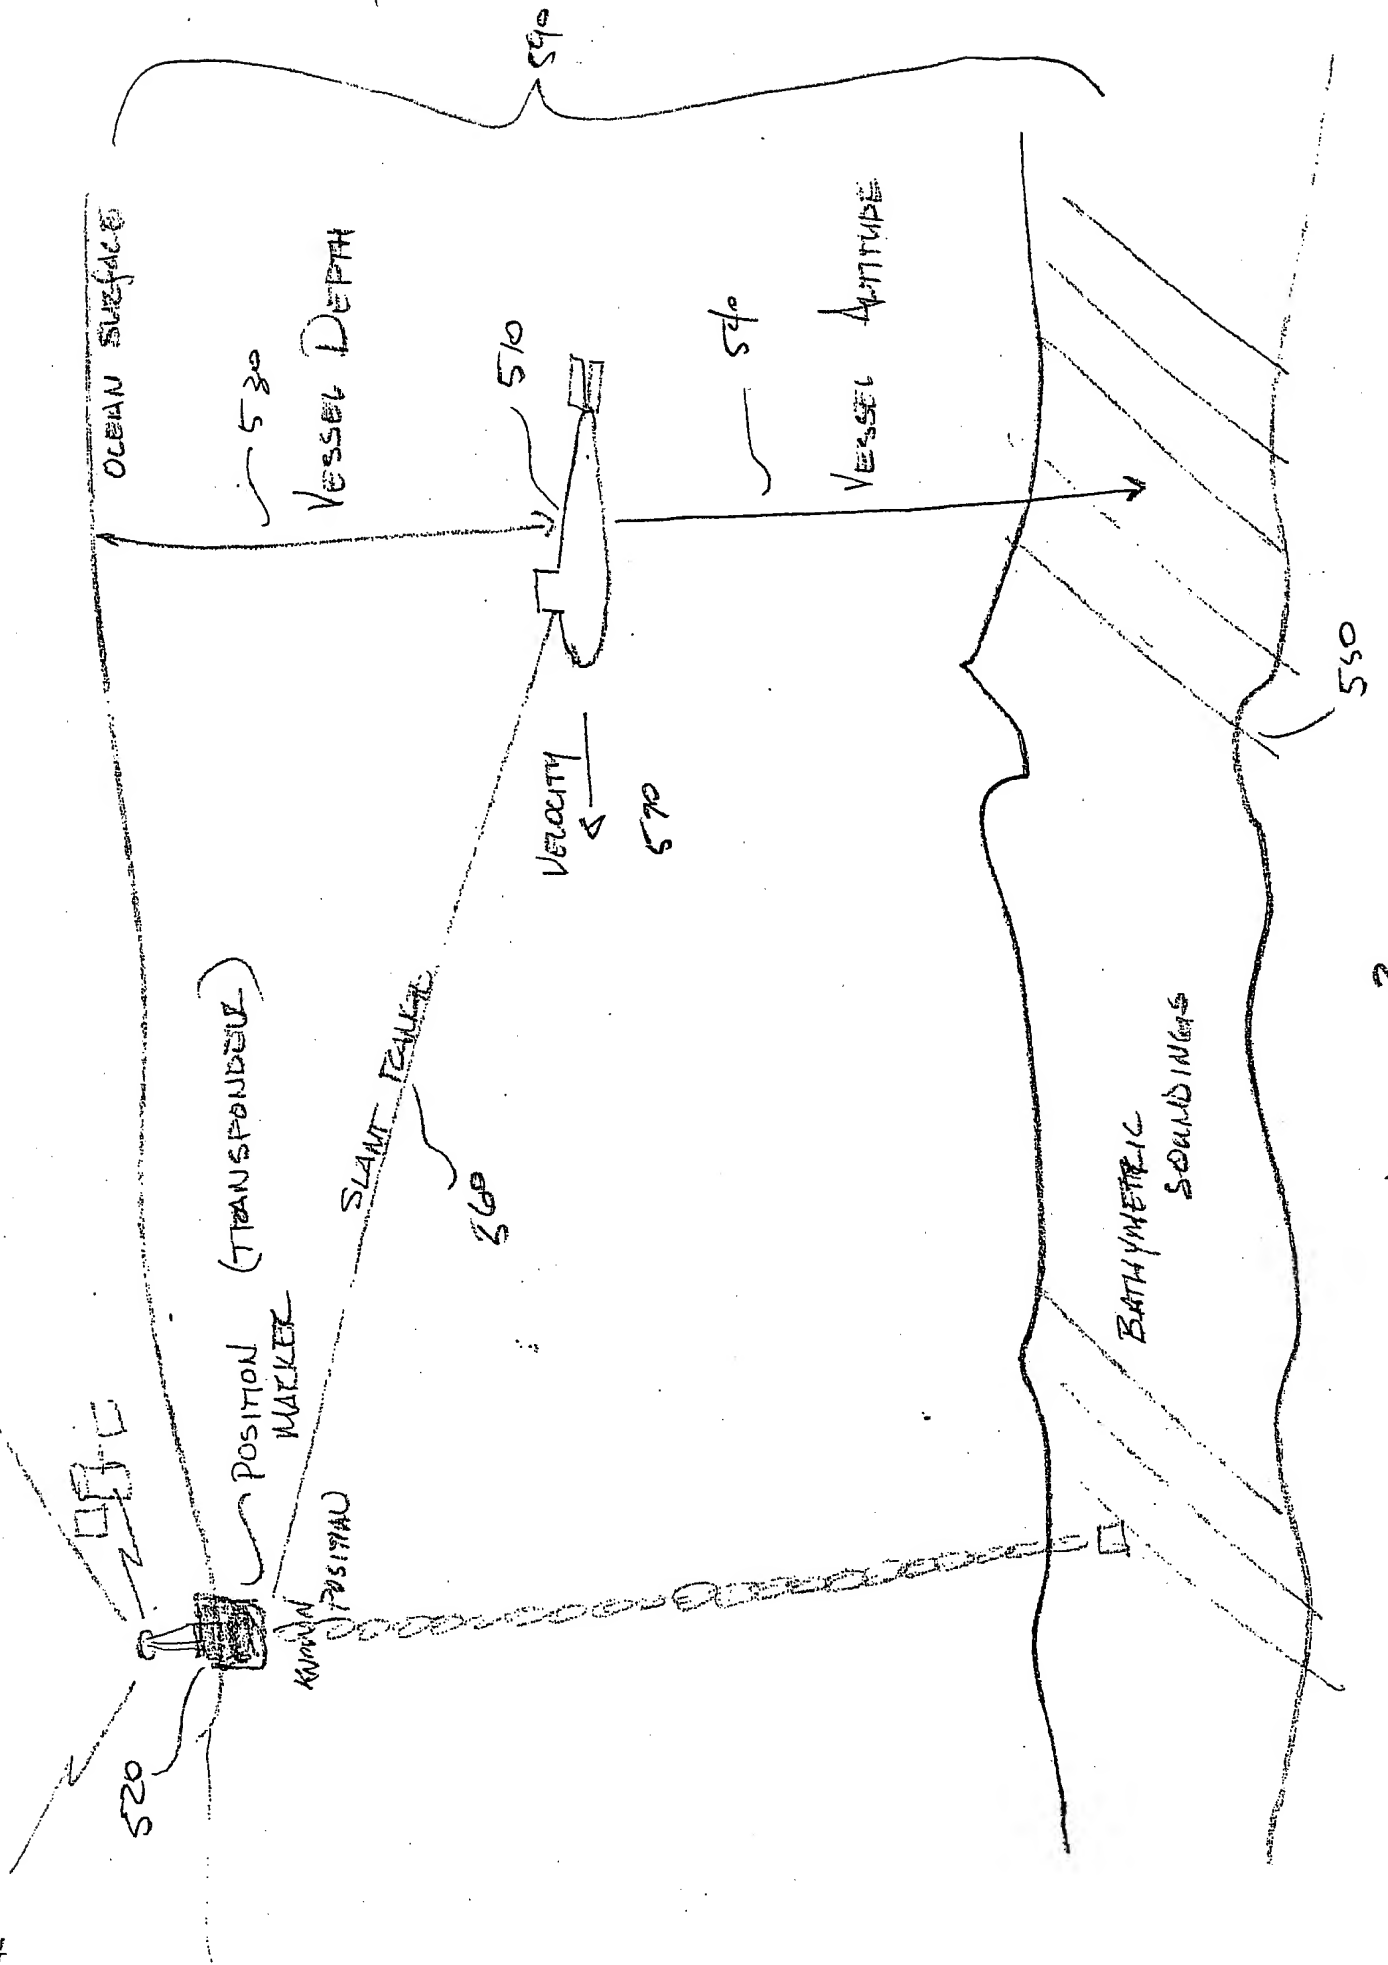 OCEAN SURFACE
530
VESSEL DEPTH
590
510
540
VESSEL ALTITUDE
VELOCITY
570
SLANT RANGE
360
POSITION (TRANSPONDER)
MARKER
520
KNOWN
POSITION
BATHYMETRIC
SOUNDINGS
550